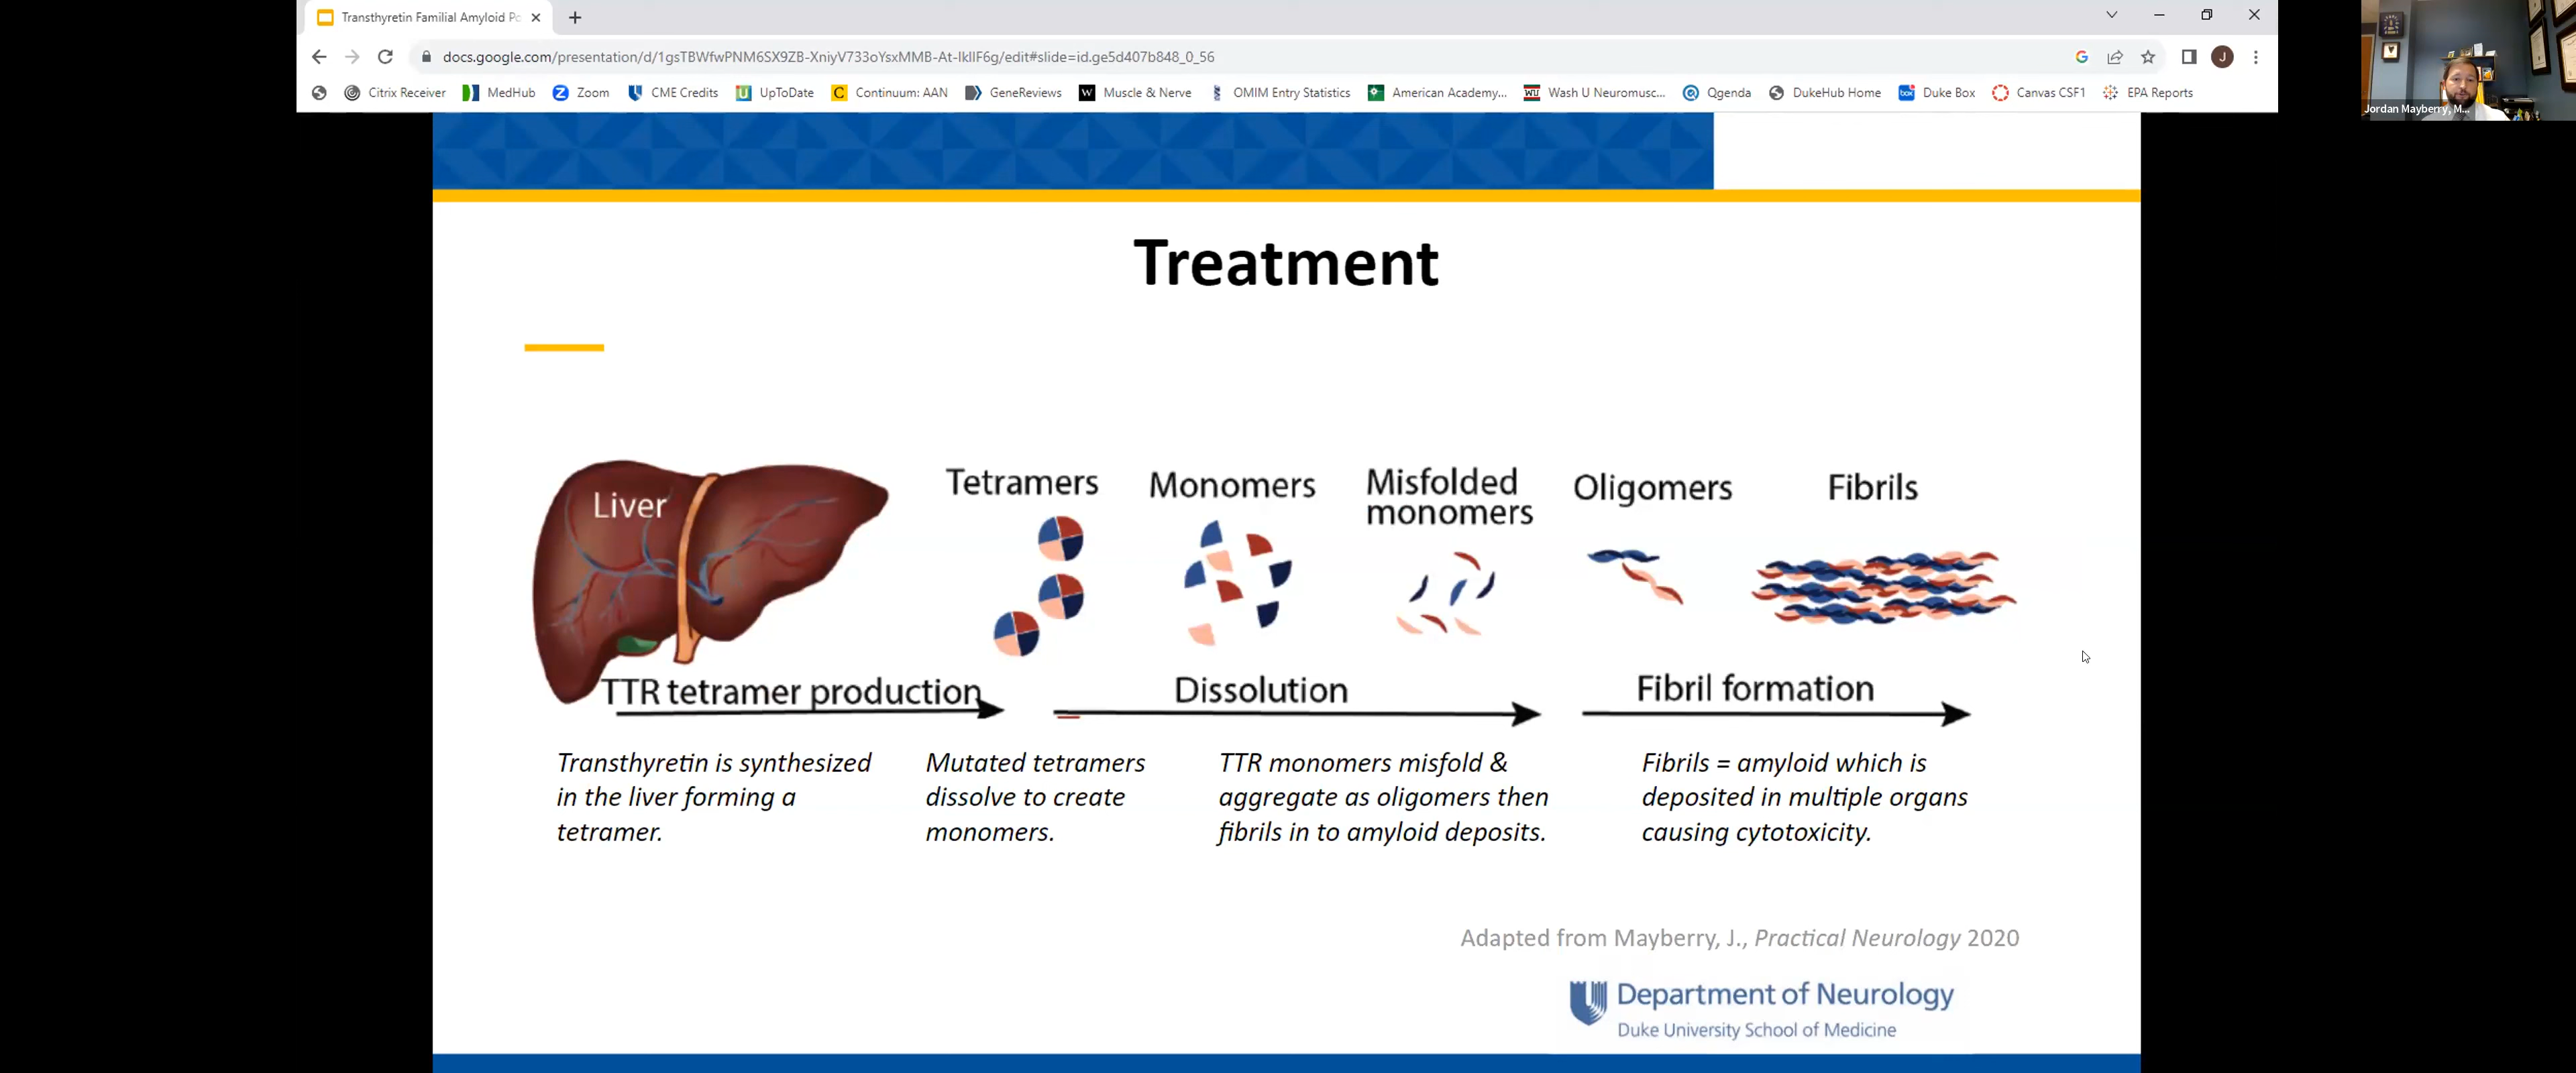 Transthyretin Familial Amyloid Po
docs.google.com/presentation/d/1gsTBWfwPNM6SX9ZB-XniyV733oYsxMMB-At-lkllF6g/edit#slide=id.ge5d407b848_0_56
J
Citrix Receiver MedHub Zoom CME Credits UpToDate Continuum: AAN GeneReviews Muscle & Nerve OMIM Entry Statistics American Academy... Wash U Neuromusc... Qgenda DukeHub Home Duke Box Canvas CSF1 EPA Reports
Jordan Mayberry, M...
Treatment
Liver
Tetramers
Monomers
Misfolded
monomers
Oligomers
Fibrils
TTR tetramer production
Dissolution
Fibril formation
Transthyretin is synthesized
in the liver forming a
tetramer.
Mutated tetramers
dissolve to create
monomers.
TTR monomers misfold &
aggregate as oligomers then
fibrils in to amyloid deposits.
Fibrils = amyloid which is
deposited in multiple organs
causing cytotoxicity.
Adapted from Mayberry, J., Practical Neurology 2020
Department of Neurology
Duke University School of Medicine